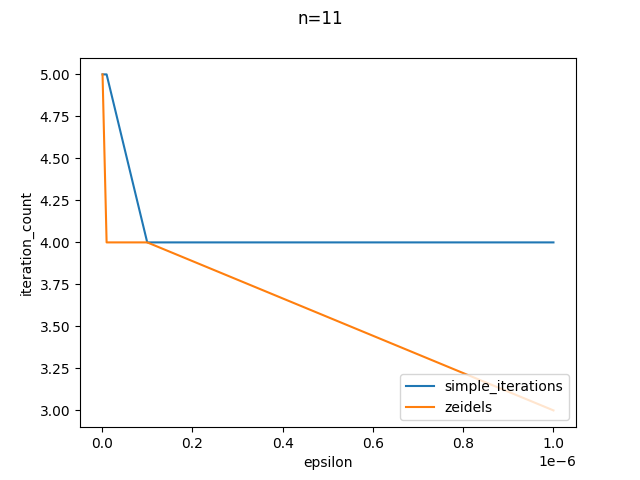 n=11
5.00
4.75
4.50
4.25
4.00
3.75
3.50
3.25
3.00
iteration_count
simple_iterations
zeidels
0.0 0.2 0.4 0.6 0.8 1.0
1e−6
epsilon